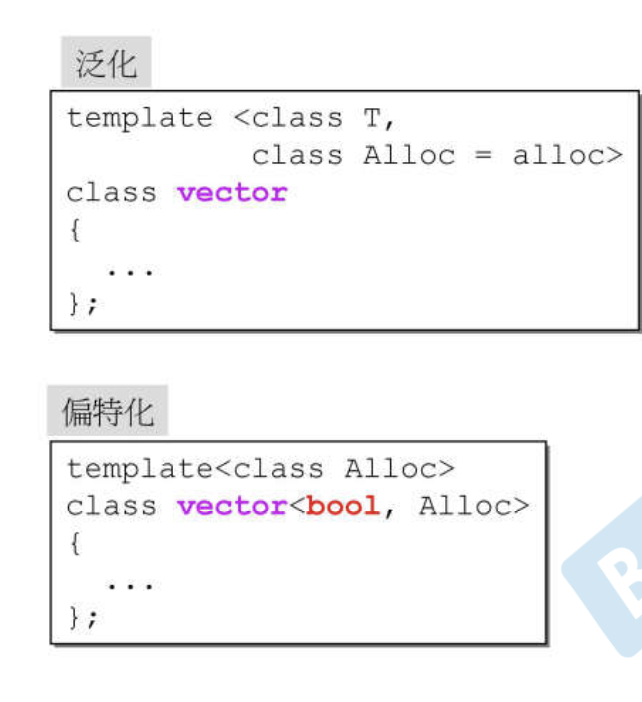 泛化
template <class T,
          class Alloc = alloc>
class vector
{
  ...
};
偏特化
template<class Alloc>
class vector<bool, Alloc>
{
  ...
};
B